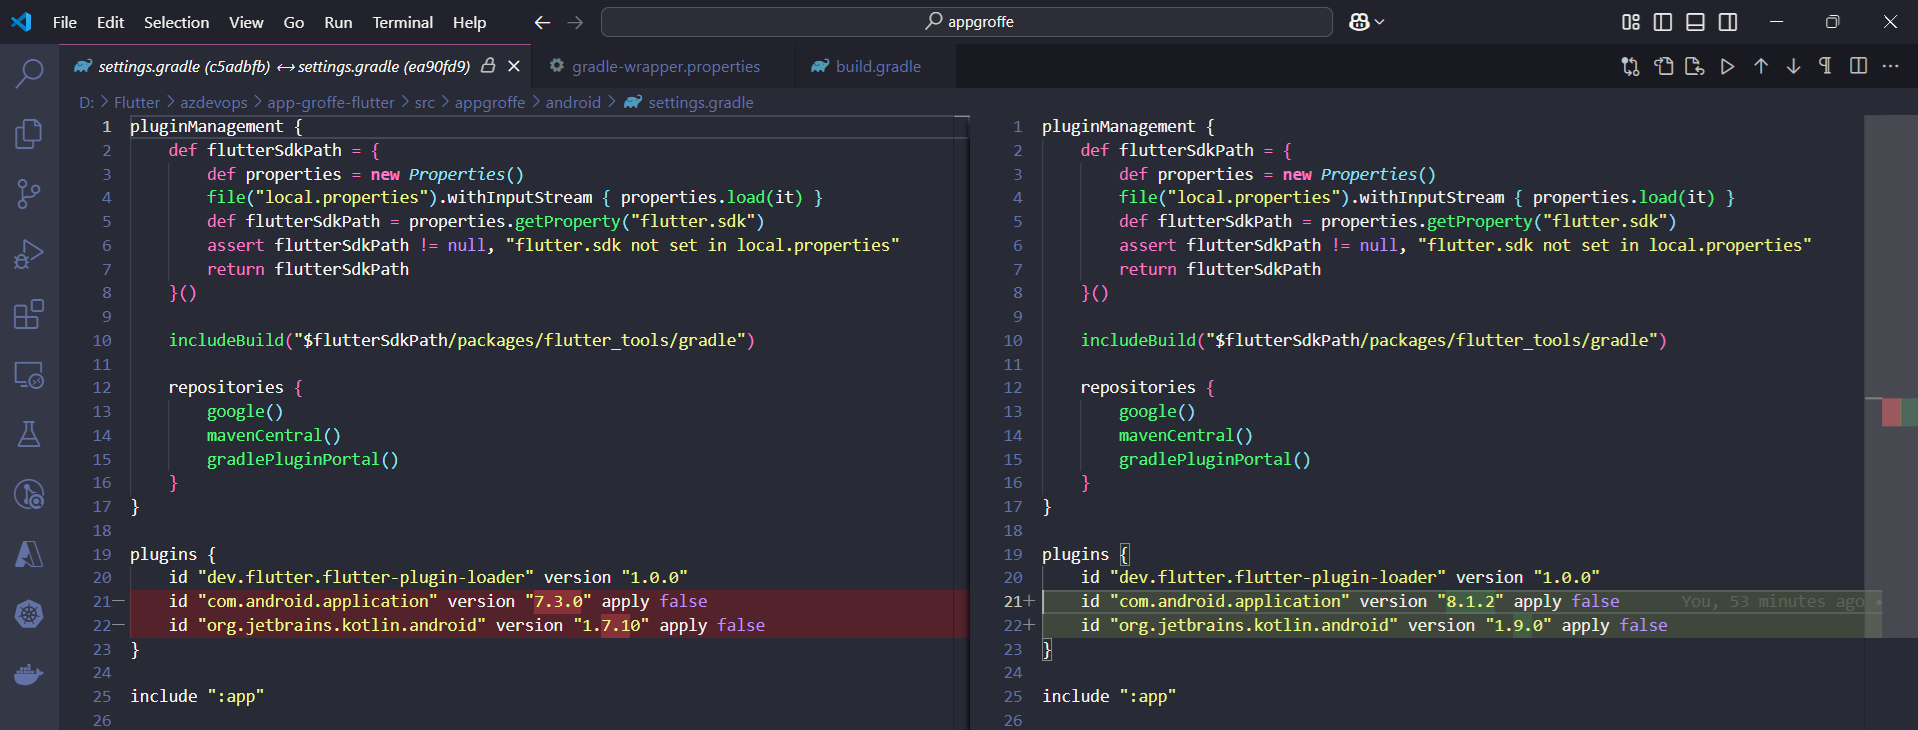 File Edit Selection View Go Run Terminal Help
appgroffe
settings.gradle (c5adbfb) ↔ settings.gradle (ea90fd9)
gradle-wrapper.properties
build.gradle
D: > Flutter > azdevops > app-groffe-flutter > src > appgroffe > android > settings.gradle
1 pluginManagement {
2 def flutterSdkPath = {
3 def properties = new Properties()
4 file("local.properties").withInputStream { properties.load(it) }
5 def flutterSdkPath = properties.getProperty("flutter.sdk")
6 assert flutterSdkPath != null, "flutter.sdk not set in local.properties"
7 return flutterSdkPath
8 }()
9
10 includeBuild("$flutterSdkPath/packages/flutter_tools/gradle")
11
12 repositories {
13 google()
14 mavenCentral()
15 gradlePluginPortal()
16 }
17 }
18
19 plugins {
20 id "dev.flutter.flutter-plugin-loader" version "1.0.0"
21— id "com.android.application" version "7.3.0" apply false
22— id "org.jetbrains.kotlin.android" version "1.7.10" apply false
23 }
24
25 include ":app"
26
1 pluginManagement {
2 def flutterSdkPath = {
3 def properties = new Properties()
4 file("local.properties").withInputStream { properties.load(it) }
5 def flutterSdkPath = properties.getProperty("flutter.sdk")
6 assert flutterSdkPath != null, "flutter.sdk not set in local.properties"
7 return flutterSdkPath
8 }()
9
10 includeBuild("$flutterSdkPath/packages/flutter_tools/gradle")
11
12 repositories {
13 google()
14 mavenCentral()
15 gradlePluginPortal()
16 }
17 }
18
19 plugins {
20 id "dev.flutter.flutter-plugin-loader" version "1.0.0"
21+ id "com.android.application" version "8.1.2" apply false You, 53 minutes ago •
22+ id "org.jetbrains.kotlin.android" version "1.9.0" apply false
23 }
24
25 include ":app"
26